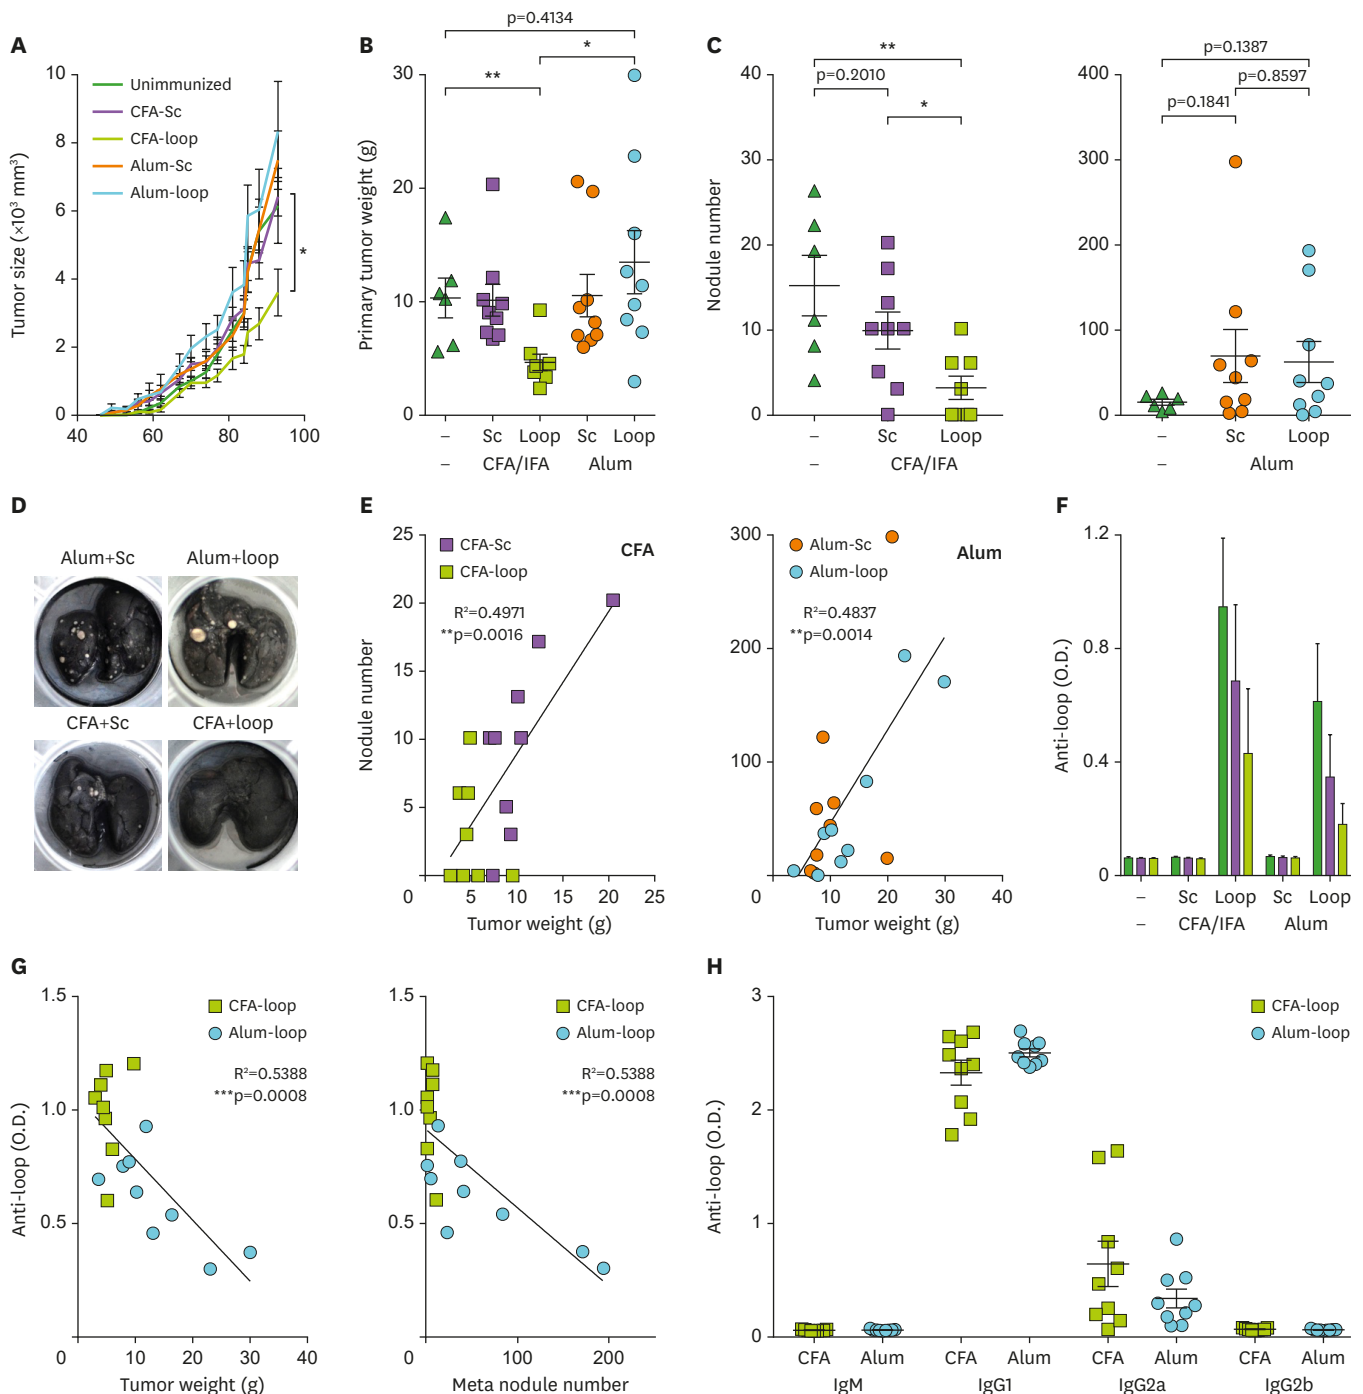 A
Tumor size (×10³ mm³)
10
8
6
4
2
0
40
60
80
100
Unimmunized
CFA-Sc
CFA-loop
Alum-Sc
Alum-loop
*
B
Primary tumor weight (g)
30
20
10
0
p=0.4134
*
**
– Sc Loop Sc Loop
– CFA/IFA Alum
C
Nodule number
40
30
20
10
0
**
p=0.2010
*
– Sc Loop
– CFA/IFA
400
300
200
100
0
p=0.1387
p=0.8597
p=0.1841
– Sc Loop
– Alum
D
Alum+Sc Alum+loop
CFA+Sc CFA+loop
E
Nodule number
25
20
15
10
5
0 5 10 15 20 25
Tumor weight (g)
CFA-Sc
CFA-loop
CFA
R²=0.4971
**p=0.0016
300
200
100
0
0 10 20 30 40
Tumor weight (g)
Alum-Sc
Alum-loop
Alum
R²=0.4837
**p=0.0014
F
Anti-loop (O.D.)
1.2
0.8
0.4
0
– Sc Loop Sc Loop
– CFA/IFA Alum
G
Anti-loop (O.D.)
1.5
1.0
0.5
0 10 20 30 40
Tumor weight (g)
CFA-loop
Alum-loop
R²=0.5388
***p=0.0008
1.5
1.0
0.5
0 100 200
Meta nodule number
CFA-loop
Alum-loop
R²=0.5388
***p=0.0008
H
Anti-loop (O.D.)
3
2
1
0
CFA-loop
Alum-loop
CFA Alum CFA Alum CFA Alum CFA Alum
IgM IgG1 IgG2a IgG2b